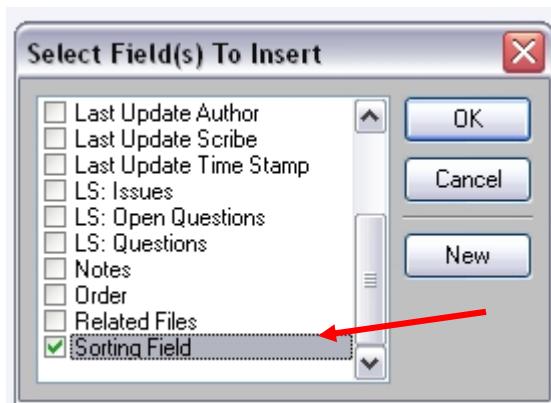 Select Field(s) To Insert
Last Update Author
Last Update Scribe
Last Update Time Stamp
LS: Issues
LS: Open Questions
LS: Questions
Notes
Order
Related Files
Sorting Field
OK
Cancel
New